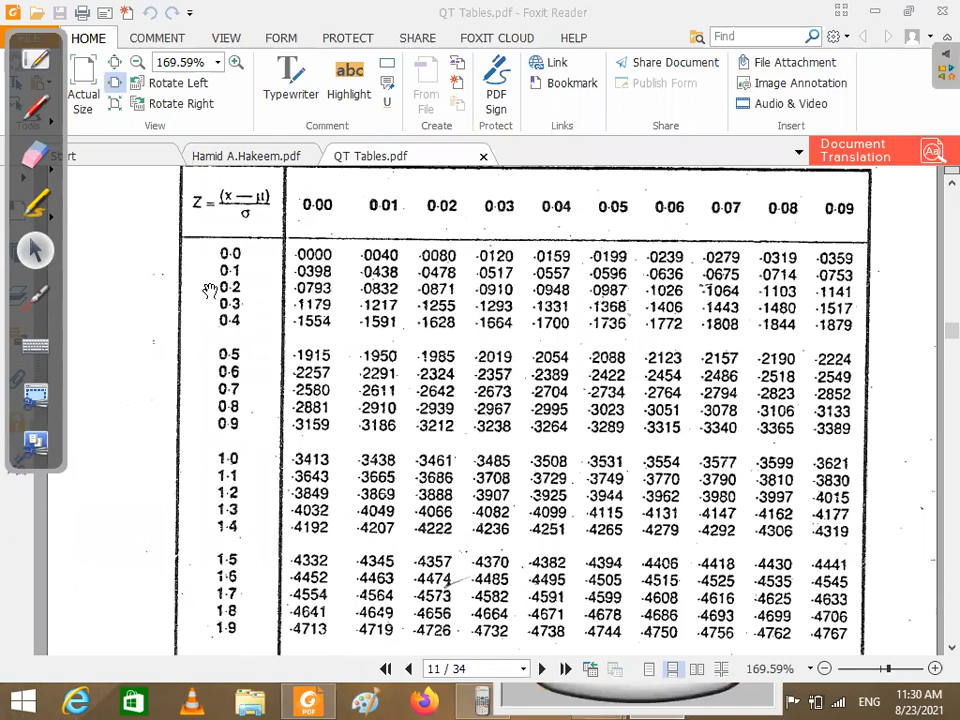 QT Tables.pdf - Foxit Reader
HOME COMMENT VIEW FORM PROTECT SHARE FOXIT CLOUD HELP Find
169.59%
Actual Size
Rotate Left
Rotate Right
View
Typewriter
Highlight
Comment
From File
Create
PDF Sign
Protect
Link
Bookmark
Links
Share Document
Publish Form
Share
File Attachment
Image Annotation
Audio & Video
Insert
Start Hamid A.Hakeem.pdf QT Tables.pdf
Document Translation
Z = (x — μ) / σ 0·00 0·01 0·02 0·03 0·04 0·05 0·06 0·07 0·08 0·09
0·0 ·0000 ·0040 ·0080 ·0120 ·0159 ·0199 ·0239 ·0279 ·0319 ·0359
0·1 ·0398 ·0438 ·0478 ·0517 ·0557 ·0596 ·0636 ·0675 ·0714 ·0753
0·2 ·0793 ·0832 ·0871 ·0910 ·0948 ·0987 ·1026 ·1064 ·1103 ·1141
0·3 ·1179 ·1217 ·1255 ·1293 ·1331 ·1368 ·1406 ·1443 ·1480 ·1517
0·4 ·1554 ·1591 ·1628 ·1664 ·1700 ·1736 ·1772 ·1808 ·1844 ·1879
0·5 ·1915 ·1950 ·1985 ·2019 ·2054 ·2088 ·2123 ·2157 ·2190 ·2224
0·6 ·2257 ·2291 ·2324 ·2357 ·2389 ·2422 ·2454 ·2486 ·2518 ·2549
0·7 ·2580 ·2611 ·2642 ·2673 ·2704 ·2734 ·2764 ·2794 ·2823 ·2852
0·8 ·2881 ·2910 ·2939 ·2967 ·2995 ·3023 ·3051 ·3078 ·3106 ·3133
0·9 ·3159 ·3186 ·3212 ·3238 ·3264 ·3289 ·3315 ·3340 ·3365 ·3389
1·0 ·3413 ·3438 ·3461 ·3485 ·3508 ·3531 ·3554 ·3577 ·3599 ·3621
1·1 ·3643 ·3665 ·3686 ·3708 ·3729 ·3749 ·3770 ·3790 ·3810 ·3830
1·2 ·3849 ·3869 ·3888 ·3907 ·3925 ·3944 ·3962 ·3980 ·3997 ·4015
1·3 ·4032 ·4049 ·4066 ·4082 ·4099 ·4115 ·4131 ·4147 ·4162 ·4177
1·4 ·4192 ·4207 ·4222 ·4236 ·4251 ·4265 ·4279 ·4292 ·4306 ·4319
1·5 ·4332 ·4345 ·4357 ·4370 ·4382 ·4394 ·4406 ·4418 ·4430 ·4441
1·6 ·4452 ·4463 ·4474 ·4485 ·4495 ·4505 ·4515 ·4525 ·4535 ·4545
1·7 ·4554 ·4564 ·4573 ·4582 ·4591 ·4599 ·4608 ·4616 ·4625 ·4633
1·8 ·4641 ·4649 ·4656 ·4664 ·4671 ·4678 ·4686 ·4693 ·4699 ·4706
1·9 ·4713 ·4719 ·4726 ·4732 ·4738 ·4744 ·4750 ·4756 ·4762 ·4767
11 / 34 169.59%
ENG
11:30 AM
8/23/2021